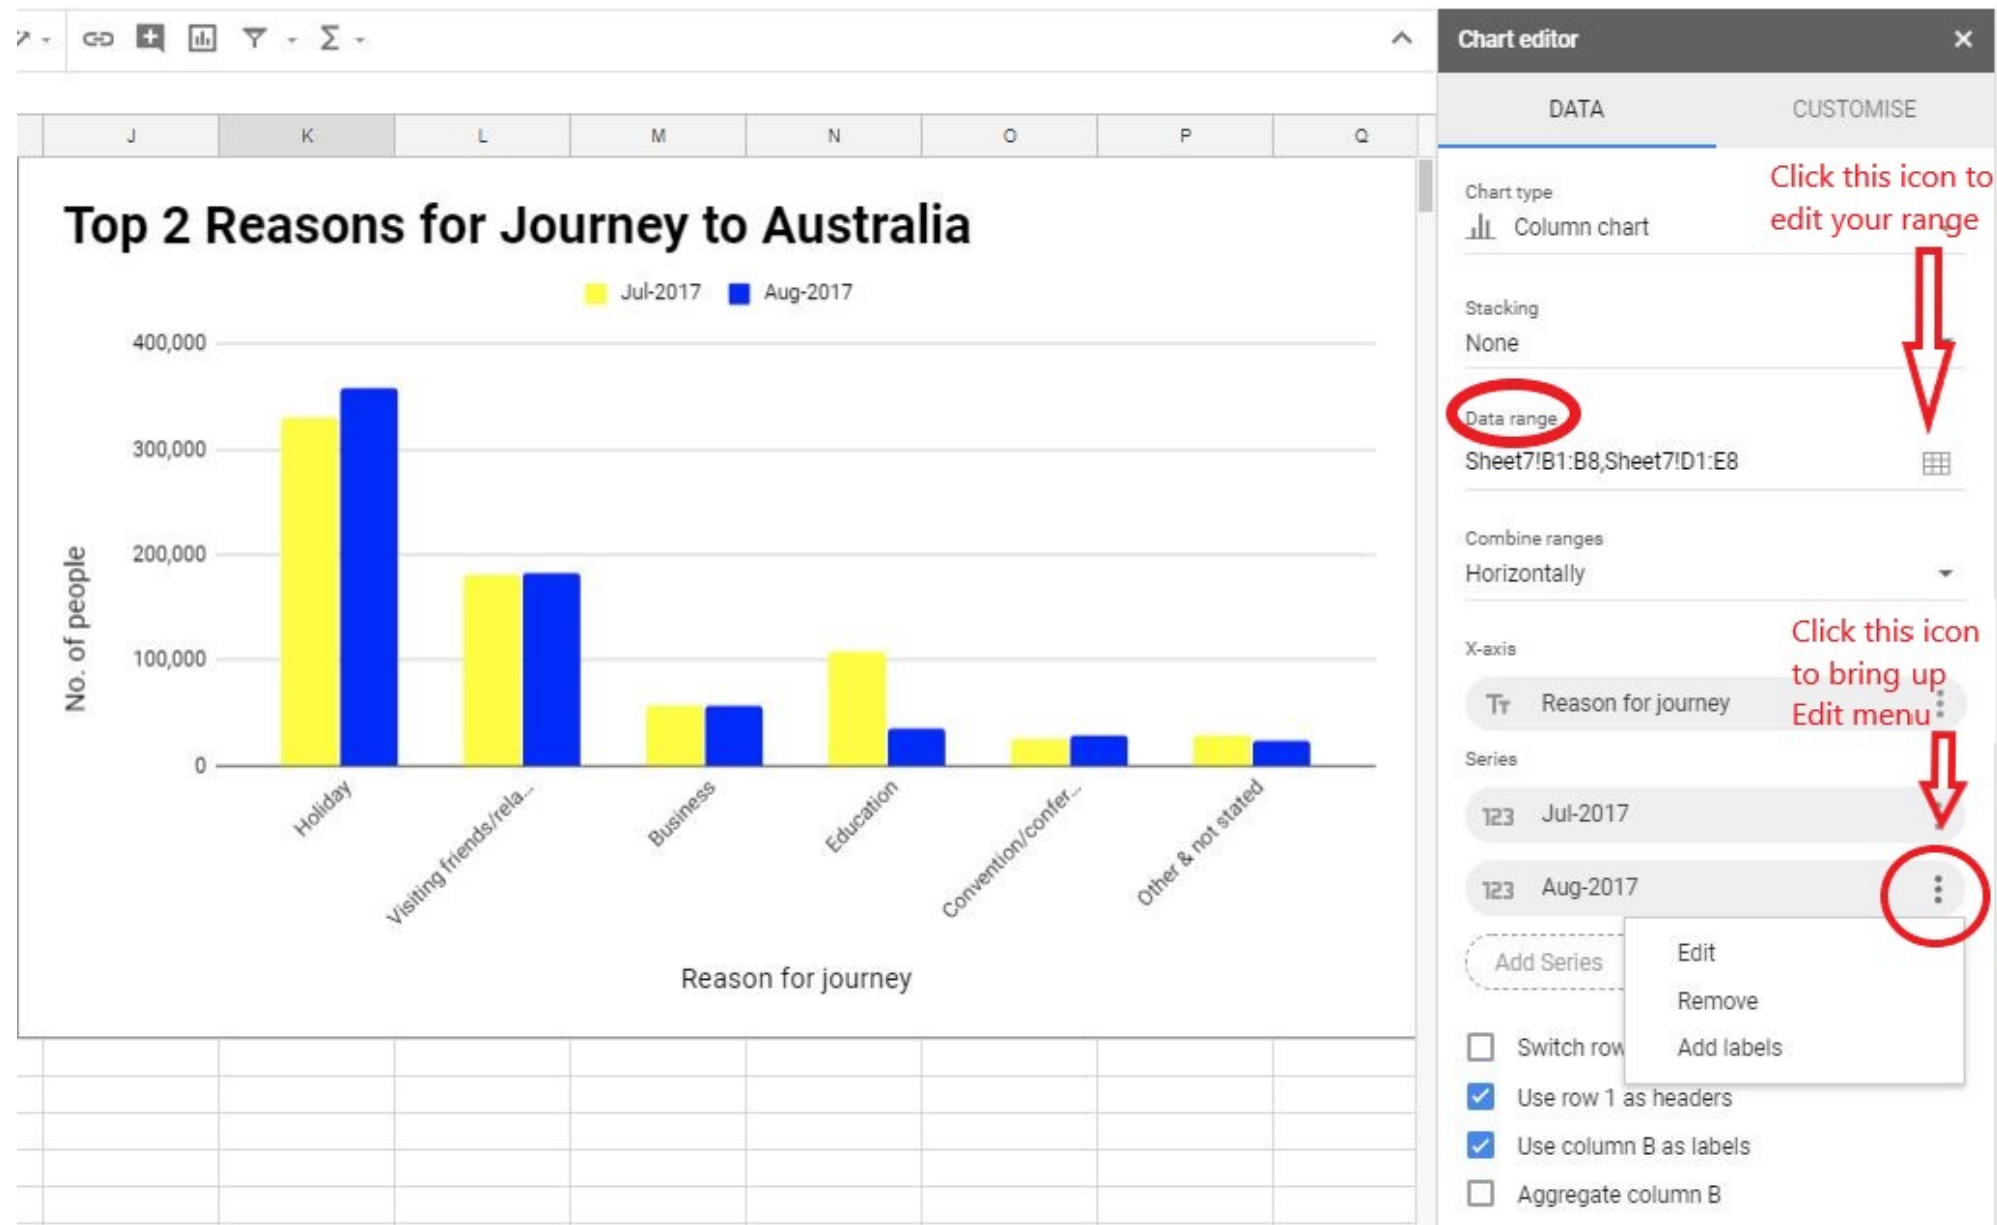 Chart editor
DATA CUSTOMISE
J K L M N O P Q
Top 2 Reasons for Journey to Australia
Jul-2017 Aug-2017
400,000
300,000
200,000
100,000
0
No. of people
Holiday
Visiting friends/rela...
Business
Education
Convention/confer...
Other & not stated
Reason for journey
Click this icon to
edit your range
Chart type
Column chart
Stacking
None
Data range
Sheet7!B1:B8,Sheet7!D1:E8
Combine ranges
Horizontally
Click this icon
to bring up
Edit menu
X-axis
Tт Reason for journey
Series
123 Jul-2017
123 Aug-2017
Add Series
Edit
Remove
Add labels
Switch row
Use row 1 as headers
Use column B as labels
Aggregate column B